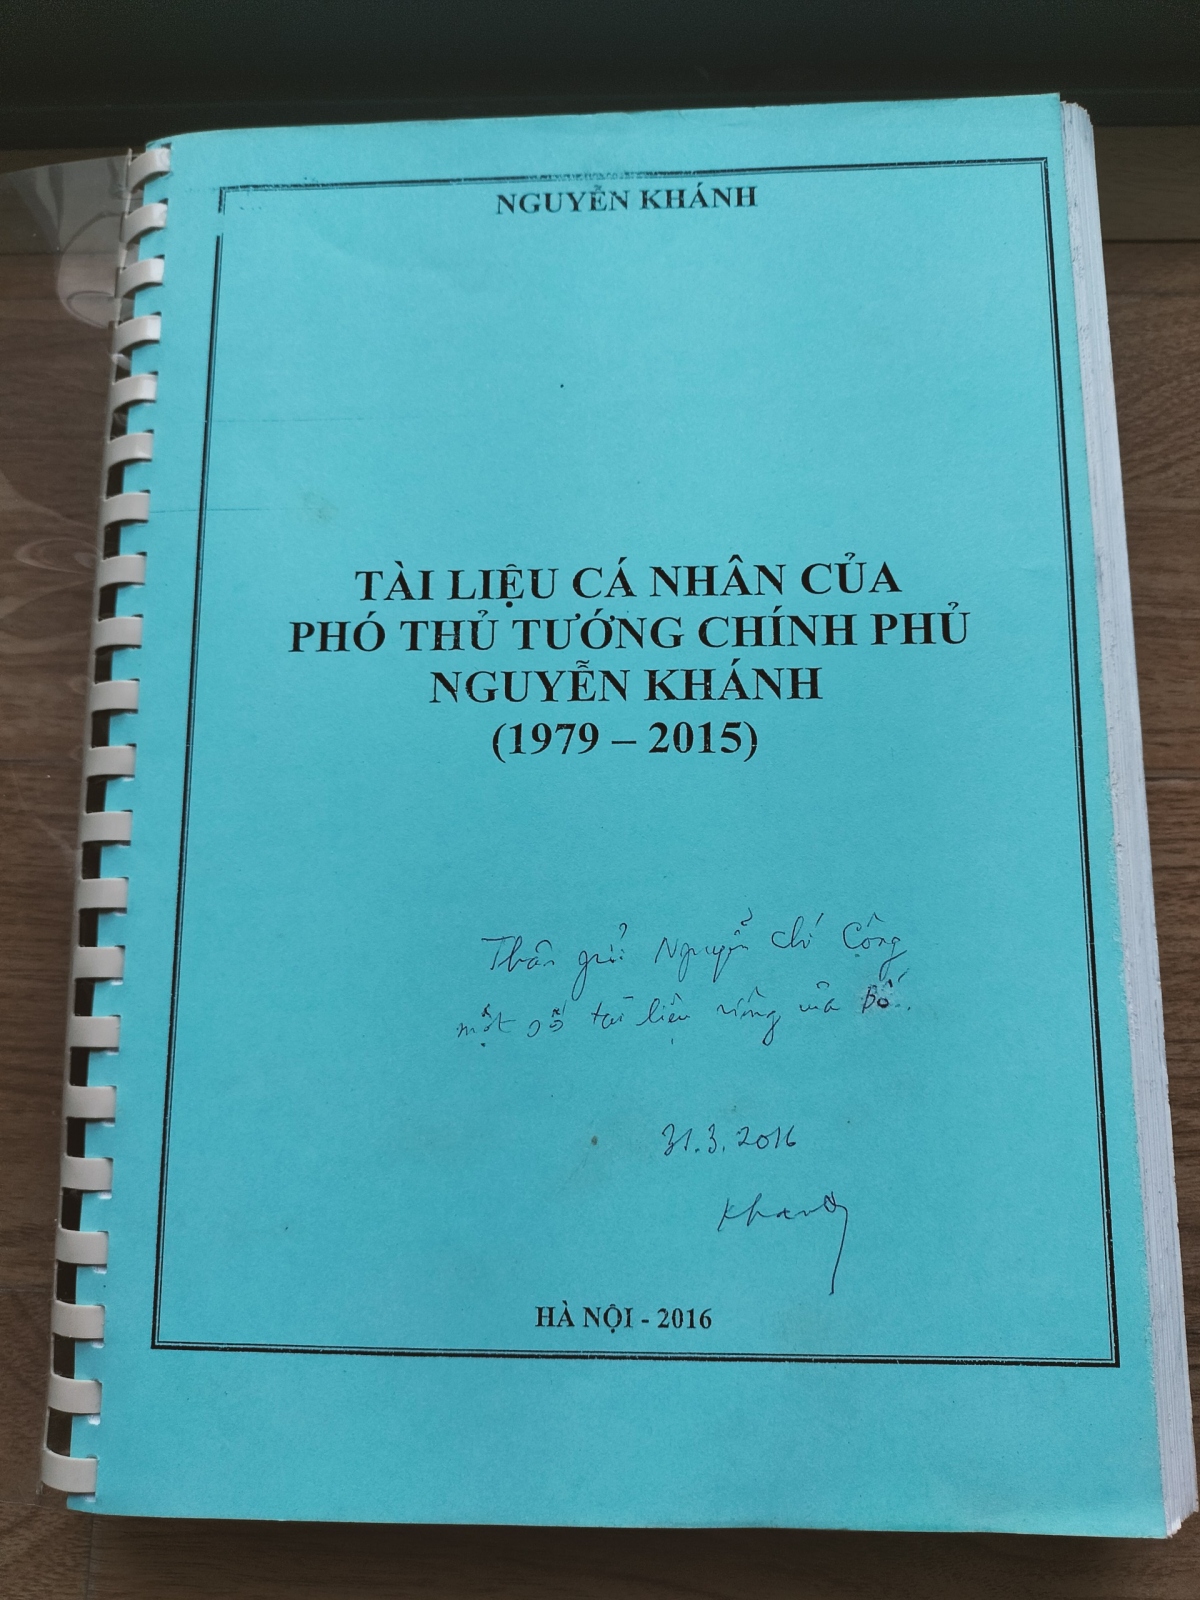 NGUYỄN KHÁNH
TÀI LIỆU CÁ NHÂN CỦA
PHÓ THỦ TƯỚNG CHÍNH PHỦ
NGUYỄN KHÁNH
(1979 – 2015)
Thân gửi Nguyễn Chí Công
một số tài liệu riêng của Bố.
31.3.2016
Khanh
HÀ NỘI - 2016